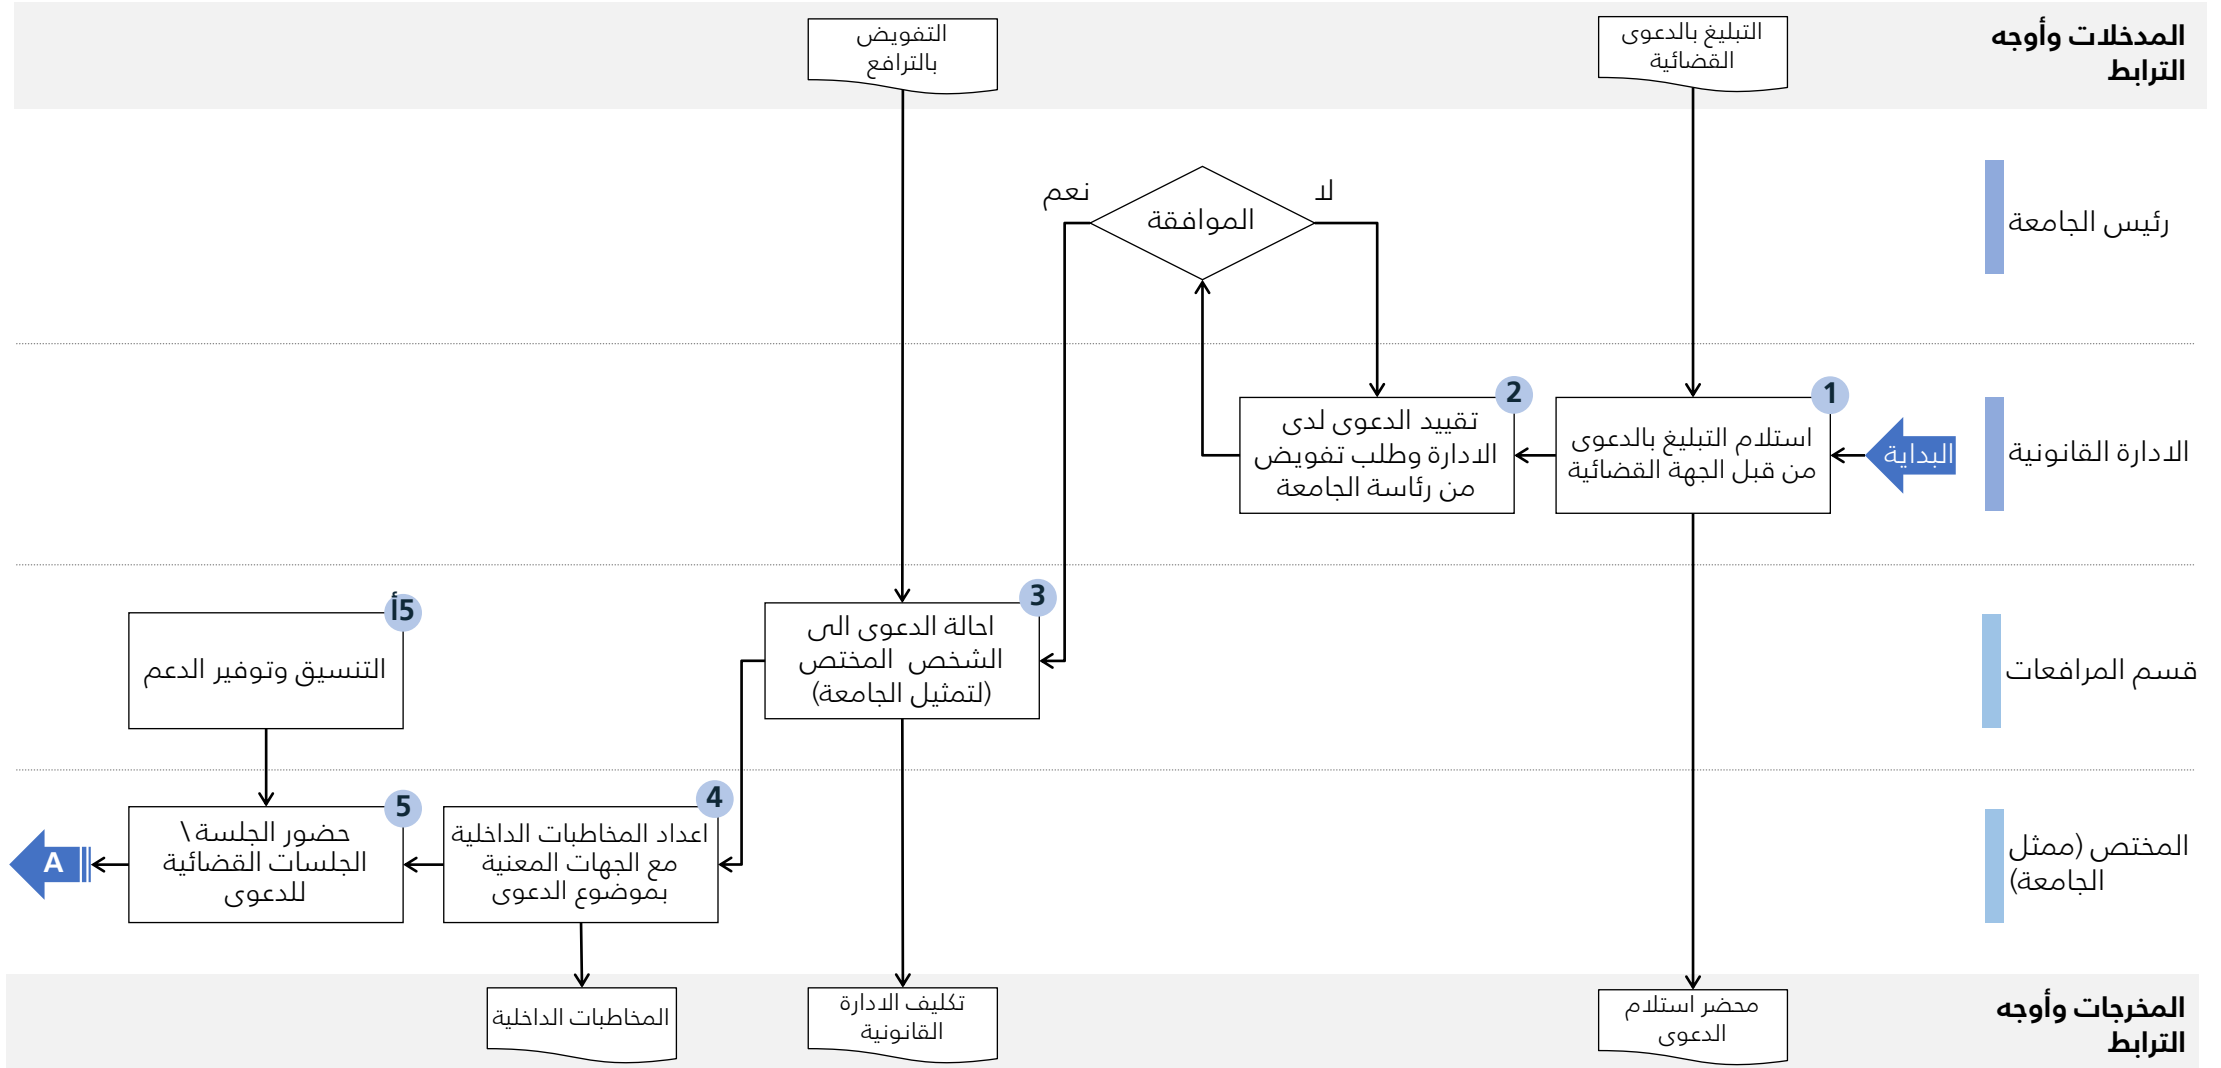 المدخلات وأوجه
الترابط
التبليغ بالدعوى
القضائية
التفويض
بالترافع
رئيس الجامعة
لا
الموافقة
نعم
الادارة القانونية
البداية
1
استلام التبليغ بالدعوى
من قبل الجهة القضائية
2
تقييد الدعوى لدى
الادارة وطلب تفويض
من رئاسة الجامعة
قسم المرافعات
3
احالة الدعوى الى
الشخص المختص
(لتمثيل الجامعة)
5أ
التنسيق وتوفير الدعم
المختص (ممثل
الجامعة)
4
اعداد المخاطبات الداخلية
مع الجهات المعنية
بموضوع الدعوى
5
حضور الجلسة \
الجلسات القضائية
للدعوى
A
المخرجات وأوجه
الترابط
محضر استلام
الدعوى
تكليف الادارة
القانونية
المخاطبات الداخلية